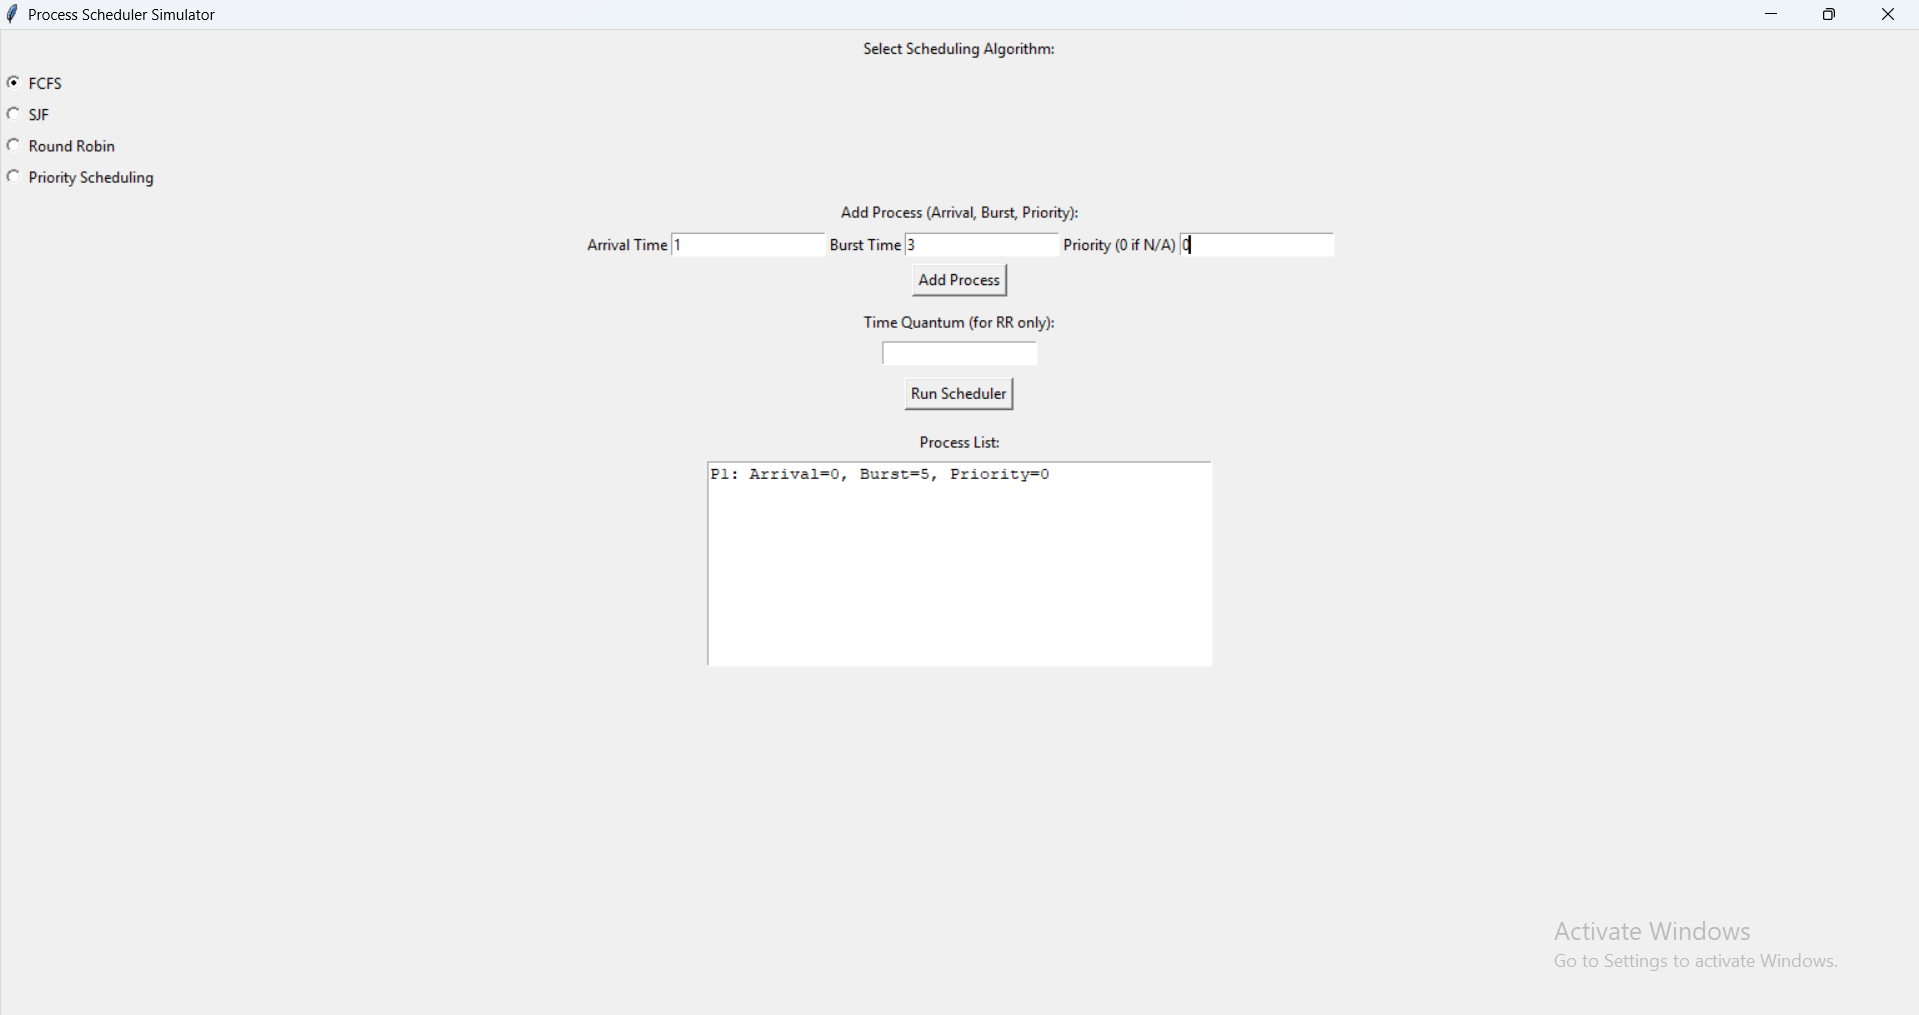 Process Scheduler Simulator
Select Scheduling Algorithm:
FCFS
SJF
Round Robin
Priority Scheduling
Add Process (Arrival, Burst, Priority):
Arrival Time 1 Burst Time 3 Priority (0 if N/A) 0
Add Process
Time Quantum (for RR only):
Run Scheduler
Process List:
P1: Arrival=0, Burst=5, Priority=0
Activate Windows
Go to Settings to activate Windows.